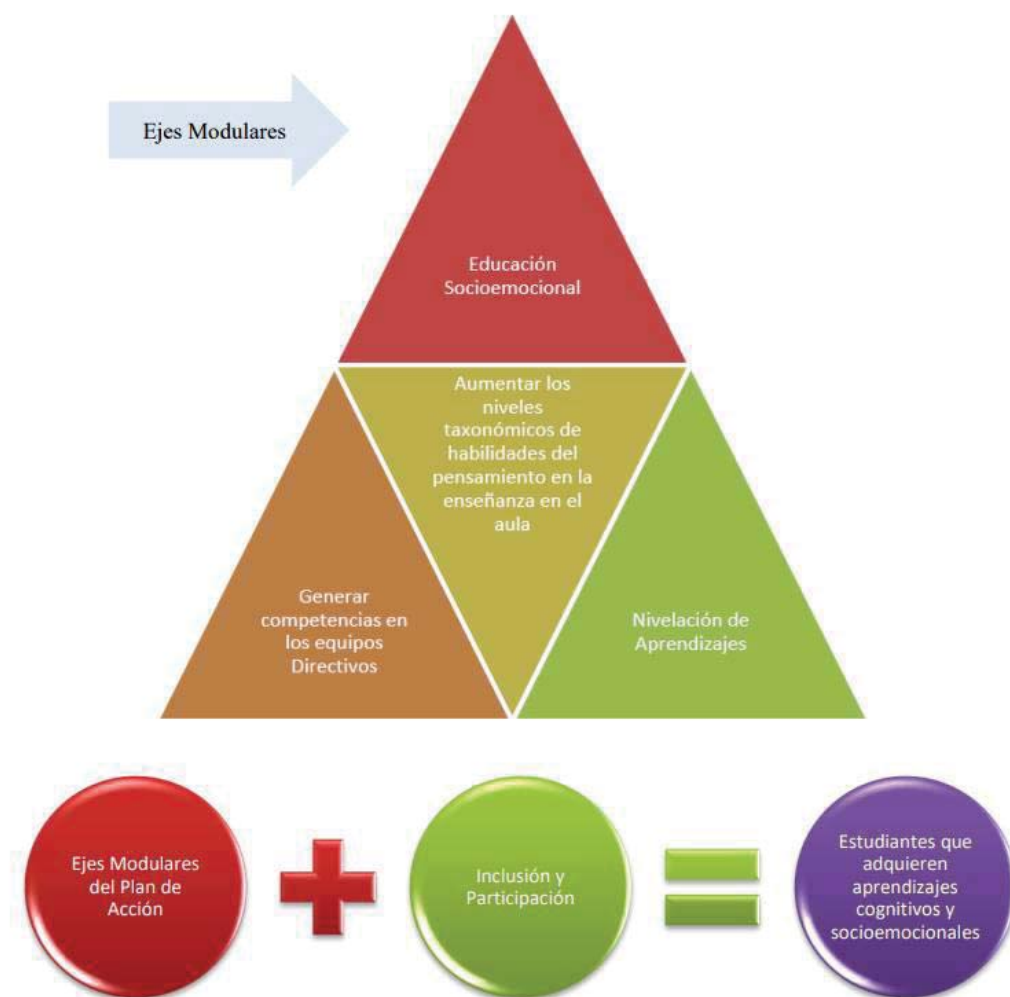 Ejes Modulares
Educación
Socioemocional
Aumentar los
niveles
taxonómicos de
habilidades del
pensamiento en la
enseñanza en el
aula
Generar
competencias en
los equipos
Directivos
Nivelación de
Aprendizajes
Ejes Modulares
del Plan de
Acción
Inclusión y
Participación
Estudiantes que
adquieren
aprendizajes
cognitivos y
socioemocionales